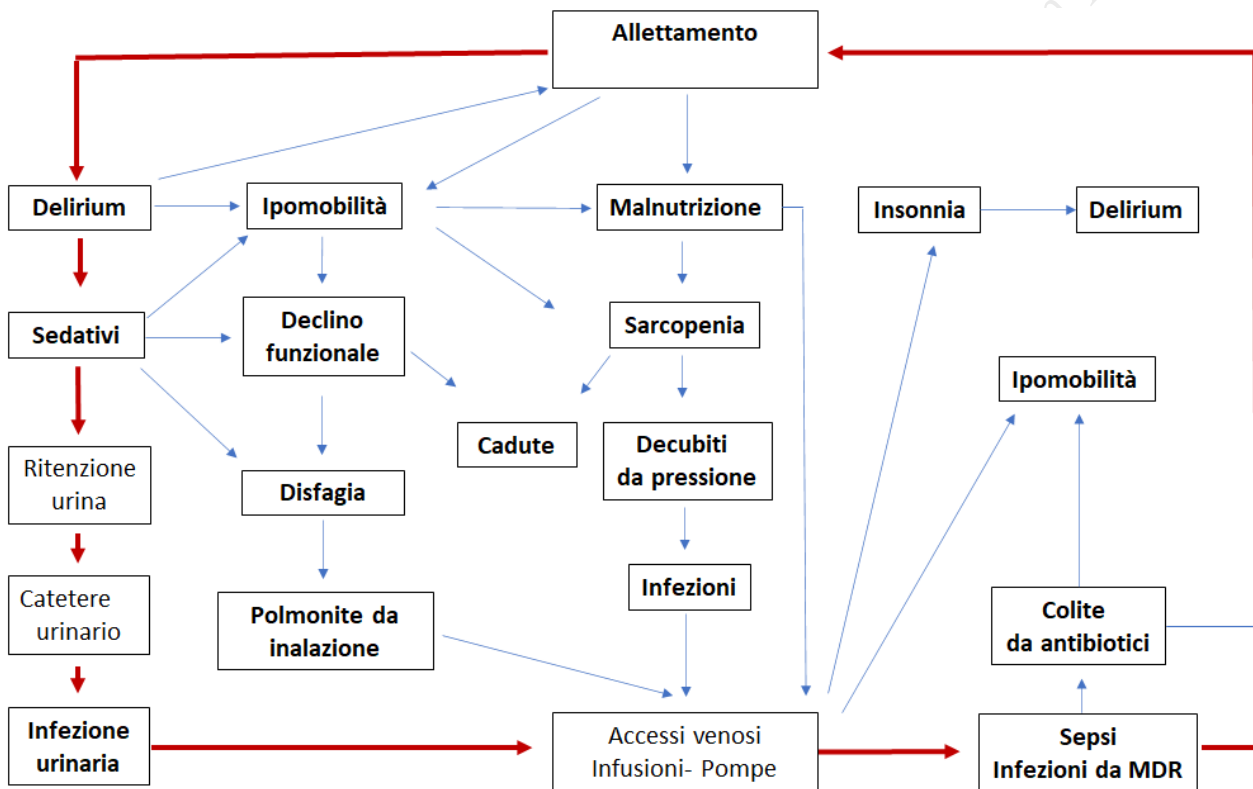 Allettamento
Delirium
Ipomobilità
Malnutrizione
Insonnia
Delirium
Sedativi
Declino
funzionale
Sarcopenia
Ipomobilità
Cadute
Decubiti
da pressione
Ritenzione
urina
Disfagia
Infezioni
Catetere
urinario
Polmonite da
inalazione
Colite
da antibiotici
Infezione
urinaria
Accessi venosi
Infusioni- Pompe
Sepsi
Infezioni da MDR